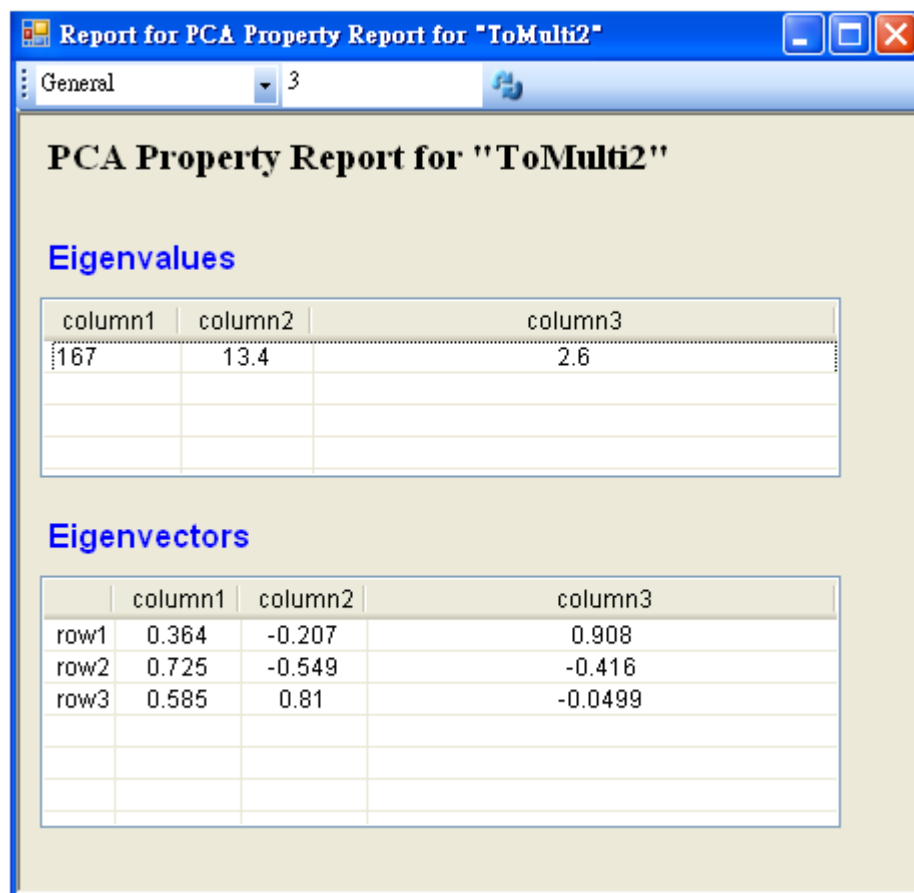 Report for PCA Property Report for "ToMulti2"
General 3
PCA Property Report for "ToMulti2"
Eigenvalues
column1 column2 column3
167 13.4 2.6
Eigenvectors
column1 column2 column3
row1 0.364 -0.207 0.908
row2 0.725 -0.549 -0.416
row3 0.585 0.81 -0.0499